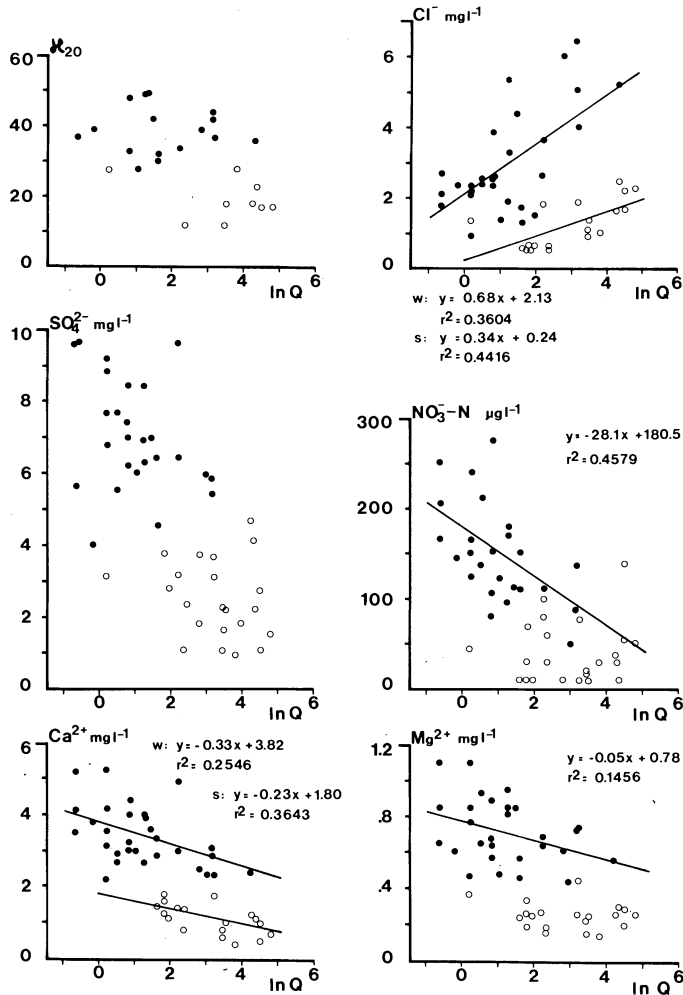 ϰ20
60
40
20
0
0 2 4 6
ln Q
Cl⁻ mgl⁻¹
6
4
2
0
0 2 4 6
ln Q
w: y = 0.68x + 2.13
r² = 0.3604
s: y = 0.34x + 0.24
r² = 0.4416
SO₄²⁻ mgl⁻¹
10
8
6
4
2
0
0 2 4 6
ln Q
NO₃⁻–N µgl⁻¹
300
200
100
0
0 2 4 6
ln Q
y = -28.1x + 180.5
r² = 0.4579
Ca²⁺ mgl⁻¹
6
4
2
0
0 2 4 6
ln Q
w: y = -0.33x + 3.82
r² = 0.2546
s: y = -0.23x + 1.80
r² = 0.3643
Mg²⁺ mgl⁻¹
1.2
.8
.4
0
0 2 4 6
ln Q
y = -0.05x + 0.78
r² = 0.1456